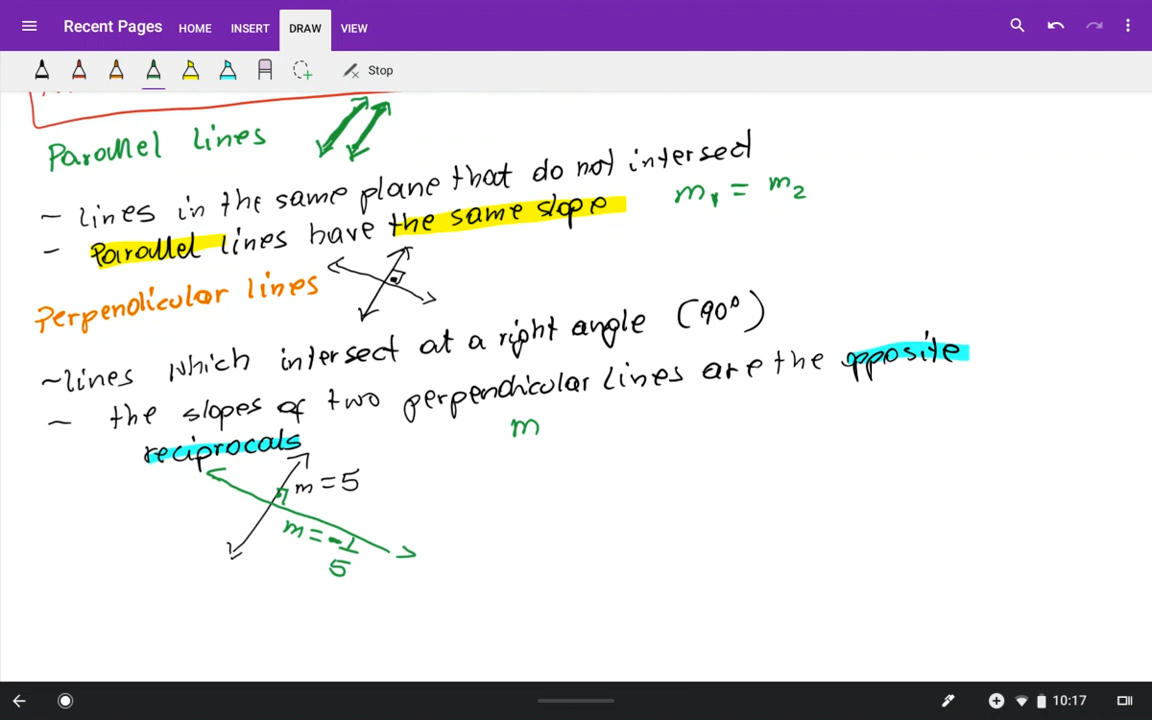 Recent Pages HOME INSERT DRAW VIEW
Stop
Parallel lines
~ lines in the same plane that do not intersect
m1 = m2
- Parallel lines have the same slope
Perpendicular lines
~lines which intersect at a right angle (90°)
~ the slopes of two perpendicular lines are the opposite
reciprocals
m
m = 5
m = -1
5
10:17